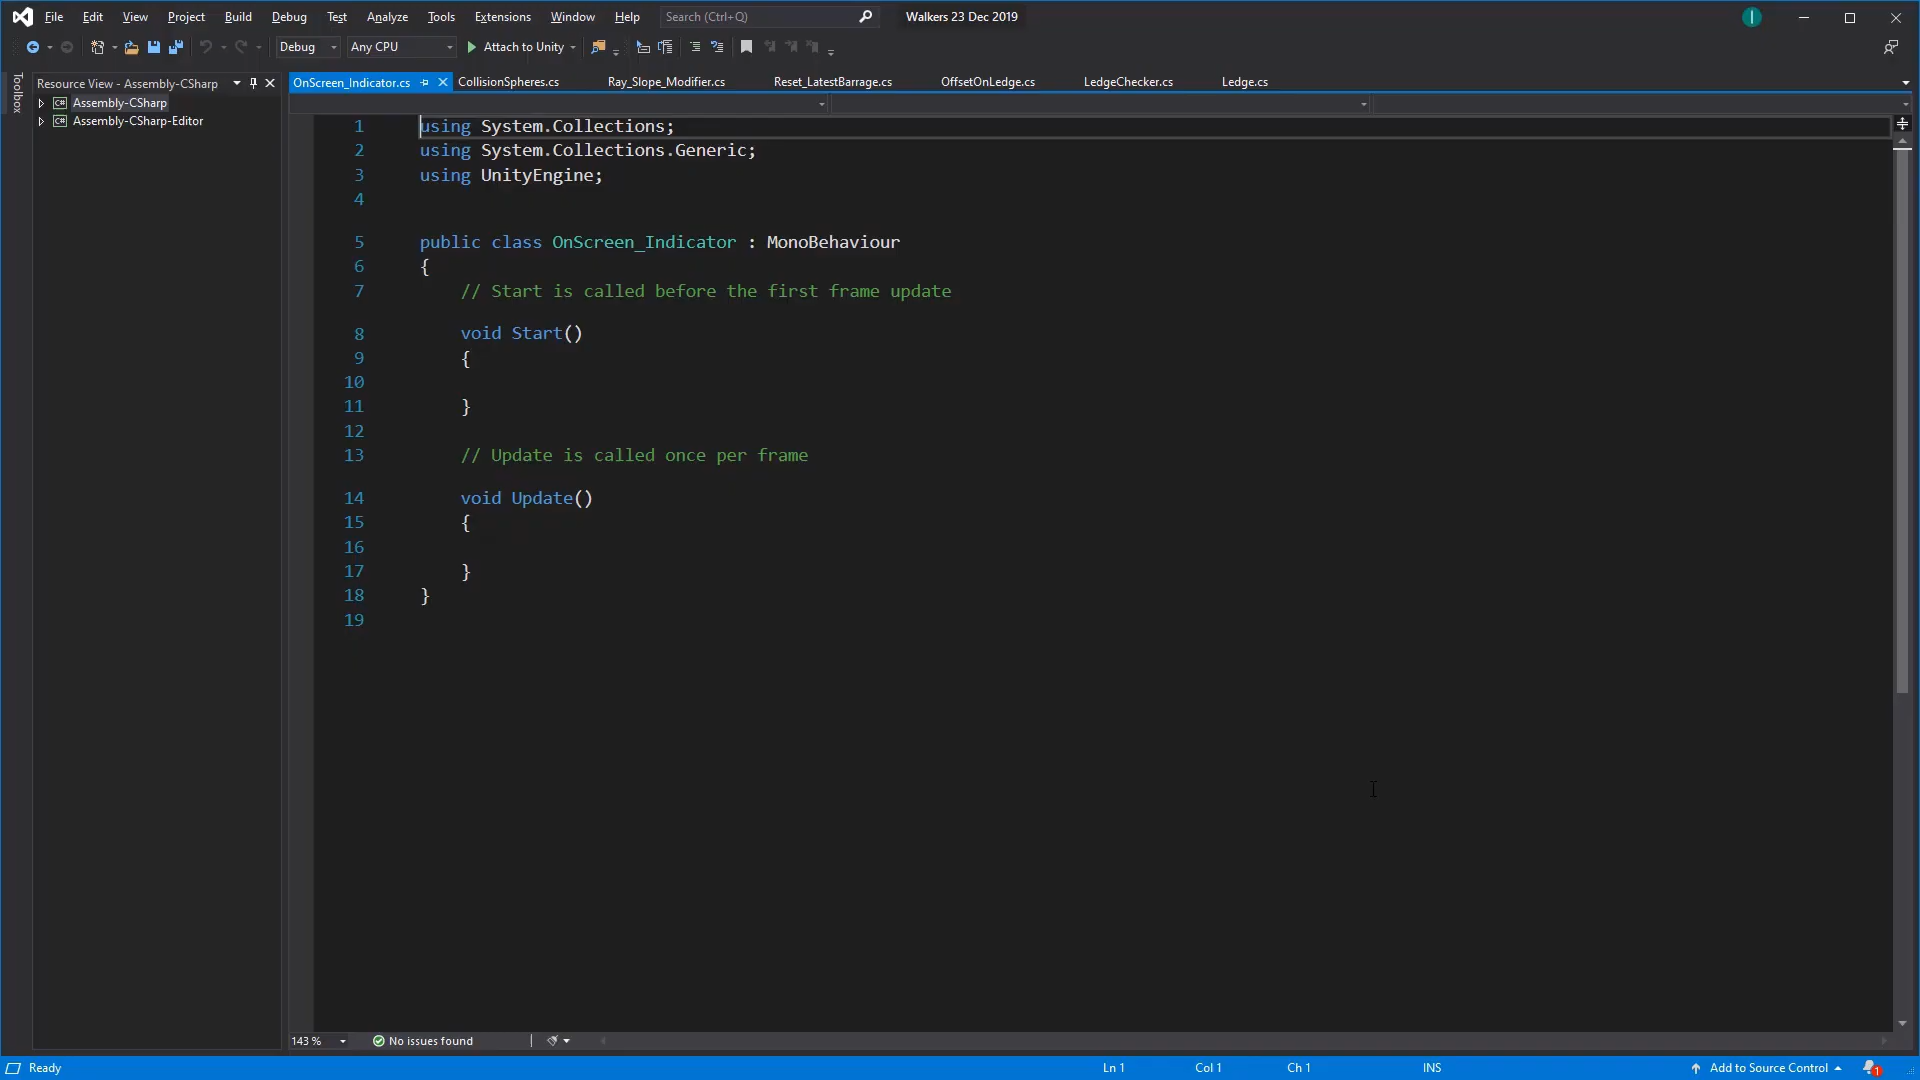 File Edit View Project Build Debug Test Analyze Tools Extensions Window Help Search (Ctrl+Q) Walkers 23 Dec 2019
Debug Any CPU Attach to Unity
Toolbox
Resource View - Assembly-CSharp
Assembly-CSharp
Assembly-CSharp-Editor
OnScreen_Indicator.cs CollisionSpheres.cs Ray_Slope_Modifier.cs Reset_LatestBarrage.cs OffsetOnLedge.cs LedgeChecker.cs Ledge.cs
1 using System.Collections;
2 using System.Collections.Generic;
3 using UnityEngine;
4
5 public class OnScreen_Indicator : MonoBehaviour
6 {
7 // Start is called before the first frame update
8 void Start()
9 {
10
11 }
12
13 // Update is called once per frame
14 void Update()
15 {
16
17 }
18 }
19
143 % No issues found
Ready Ln 1 Col 1 Ch 1 INS Add to Source Control 1